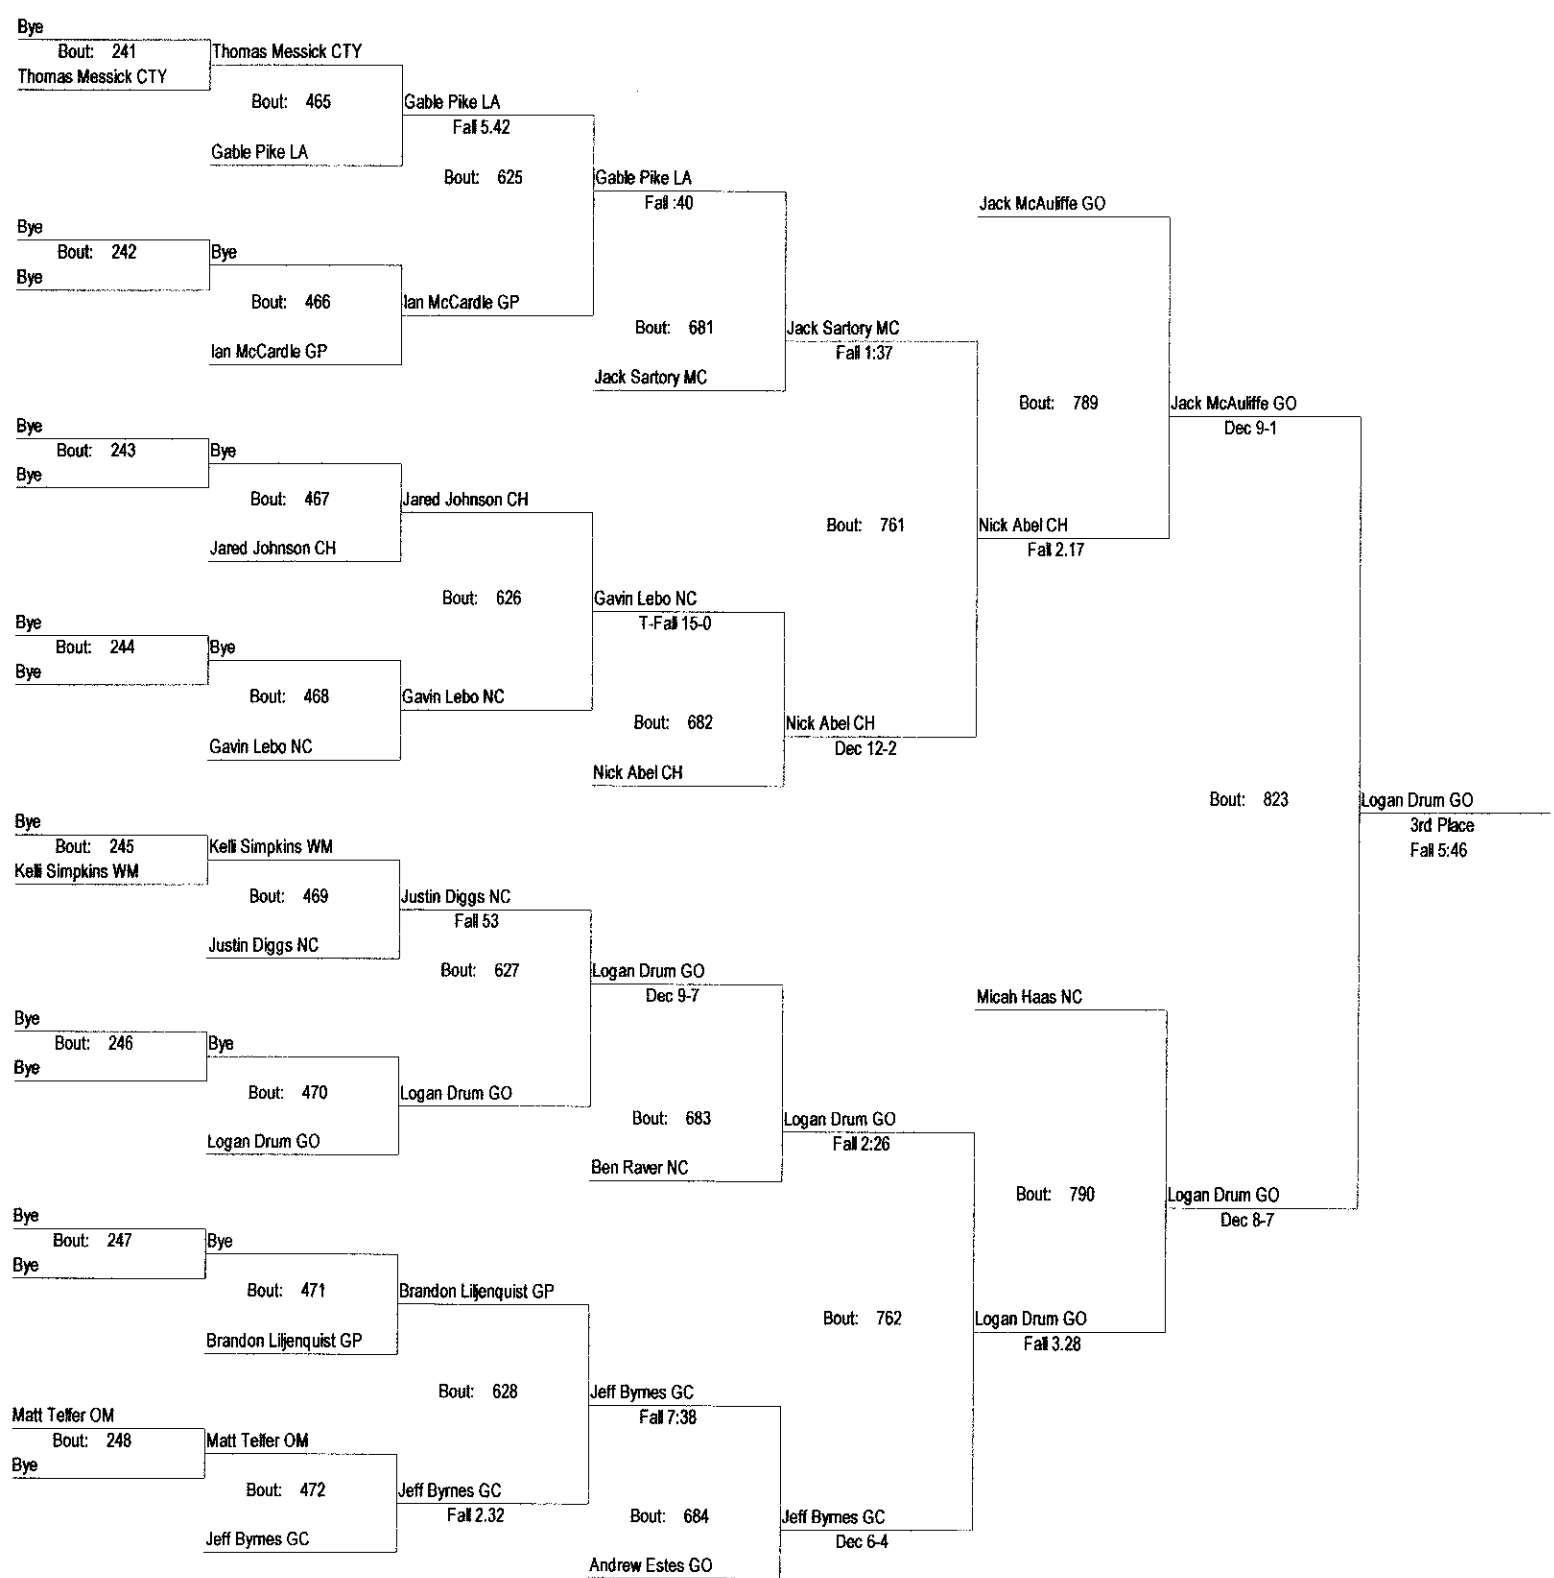 Bye
Bout: 241
Thomas Messick CTY
Thomas Messick CTY
Bout: 465
Gable Pike LA
Gable Pike LA
Fall 5.42
Bout: 625
Gable Pike LA
Fall :40
Jack McAuliffe GO
Bye
Bout: 242
Bye
Bye
Bout: 466
Ian McCardle GP
Ian McCardle GP
Bout: 681
Jack Sartory MC
Jack Sartory MC
Fall 1:37
Bout: 789
Jack McAuliffe GO
Dec 9-1
Bye
Bout: 243
Bye
Bye
Bout: 467
Jared Johnson CH
Jared Johnson CH
Bout: 761
Nick Abel CH
Fall 2.17
Bout: 626
Gavin Lebo NC
T-Fall 15-0
Bye
Bout: 244
Bye
Bye
Bout: 468
Gavin Lebo NC
Gavin Lebo NC
Bout: 682
Nick Abel CH
Nick Abel CH
Dec 12-2
Bout: 823
Logan Drum GO
3rd Place
Fall 5:46
Bye
Bout: 245
Kelli Simpkins WM
Kelli Simpkins WM
Bout: 469
Justin Diggs NC
Justin Diggs NC
Fall 53
Bout: 627
Logan Drum GO
Dec 9-7
Micah Haas NC
Bye
Bout: 246
Bye
Bye
Bout: 470
Logan Drum GO
Logan Drum GO
Bout: 683
Ben Raver NC
Logan Drum GO
Fall 2:26
Bout: 790
Logan Drum GO
Dec 8-7
Bye
Bout: 247
Bye
Bye
Bout: 471
Brandon Liljenquist GP
Brandon Liljenquist GP
Bout: 762
Logan Drum GO
Fall 3.28
Bout: 628
Jeff Byrnes GC
Fall 7:38
Matt Telfer OM
Bout: 248
Bye
Matt Telfer OM
Bout: 472
Jeff Byrnes GC
Jeff Byrnes GC
Fall 2.32
Bout: 684
Andrew Estes GO
Jeff Byrnes GC
Dec 6-4